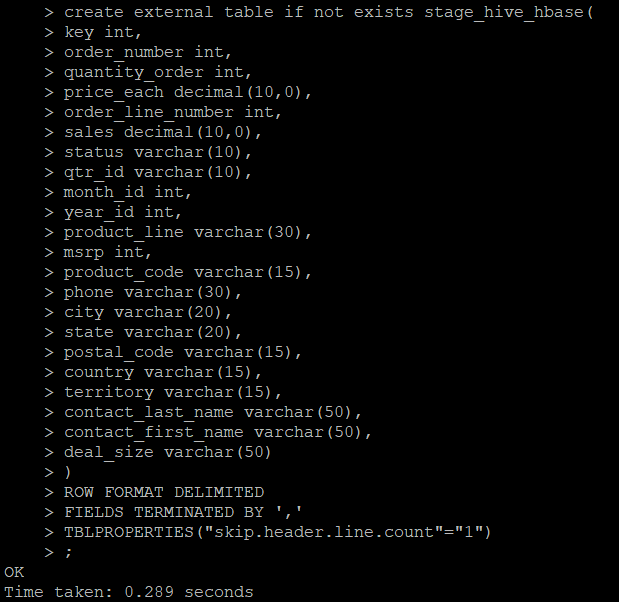 > create external table if not exists stage_hive_hbase(
> key int,
> order_number int,
> quantity_order int,
> price_each decimal(10,0),
> order_line_number int,
> sales decimal(10,0),
> status varchar(10),
> qtr_id varchar(10),
> month_id int,
> year_id int,
> product_line varchar(30),
> msrp int,
> product_code varchar(15),
> phone varchar(30),
> city varchar(20),
> state varchar(20),
> postal_code varchar(15),
> country varchar(15),
> territory varchar(15),
> contact_last_name varchar(50),
> contact_first_name varchar(50),
> deal_size varchar(50)
> )
> ROW FORMAT DELIMITED
> FIELDS TERMINATED BY ','
> TBLPROPERTIES("skip.header.line.count"="1")
> ;
OK
Time taken: 0.289 seconds